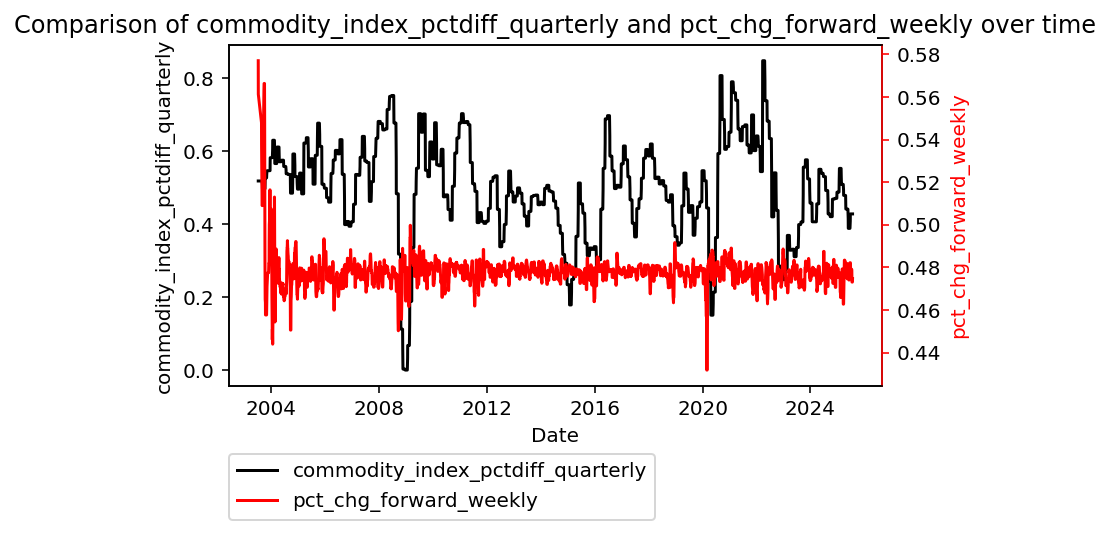 Comparison of commodity_index_pctdiff_quarterly and pct_chg_forward_weekly over time
commodity_index_pctdiff_quarterly
0.8
0.6
0.4
0.2
0.0
0.58
0.56
0.54
0.52
0.50
0.48
0.46
0.44
pct_chg_forward_weekly
2004 2008 2012 2016 2020 2024
Date
commodity_index_pctdiff_quarterly
pct_chg_forward_weekly